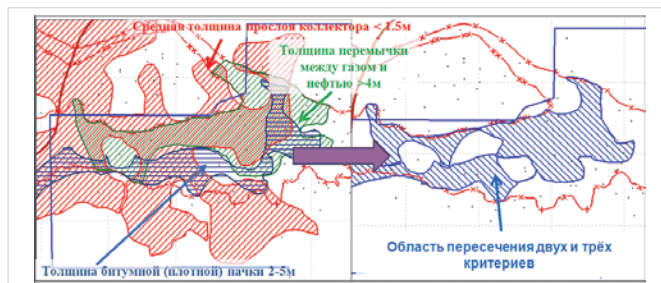 Средняя толщина прослоя коллектора < 1.5м
Толщина перемычки
между газом и
нефтью >4м
Толщина битумной (плотной) пачки 2-5м
Область пересечения двух и трёх
критериев